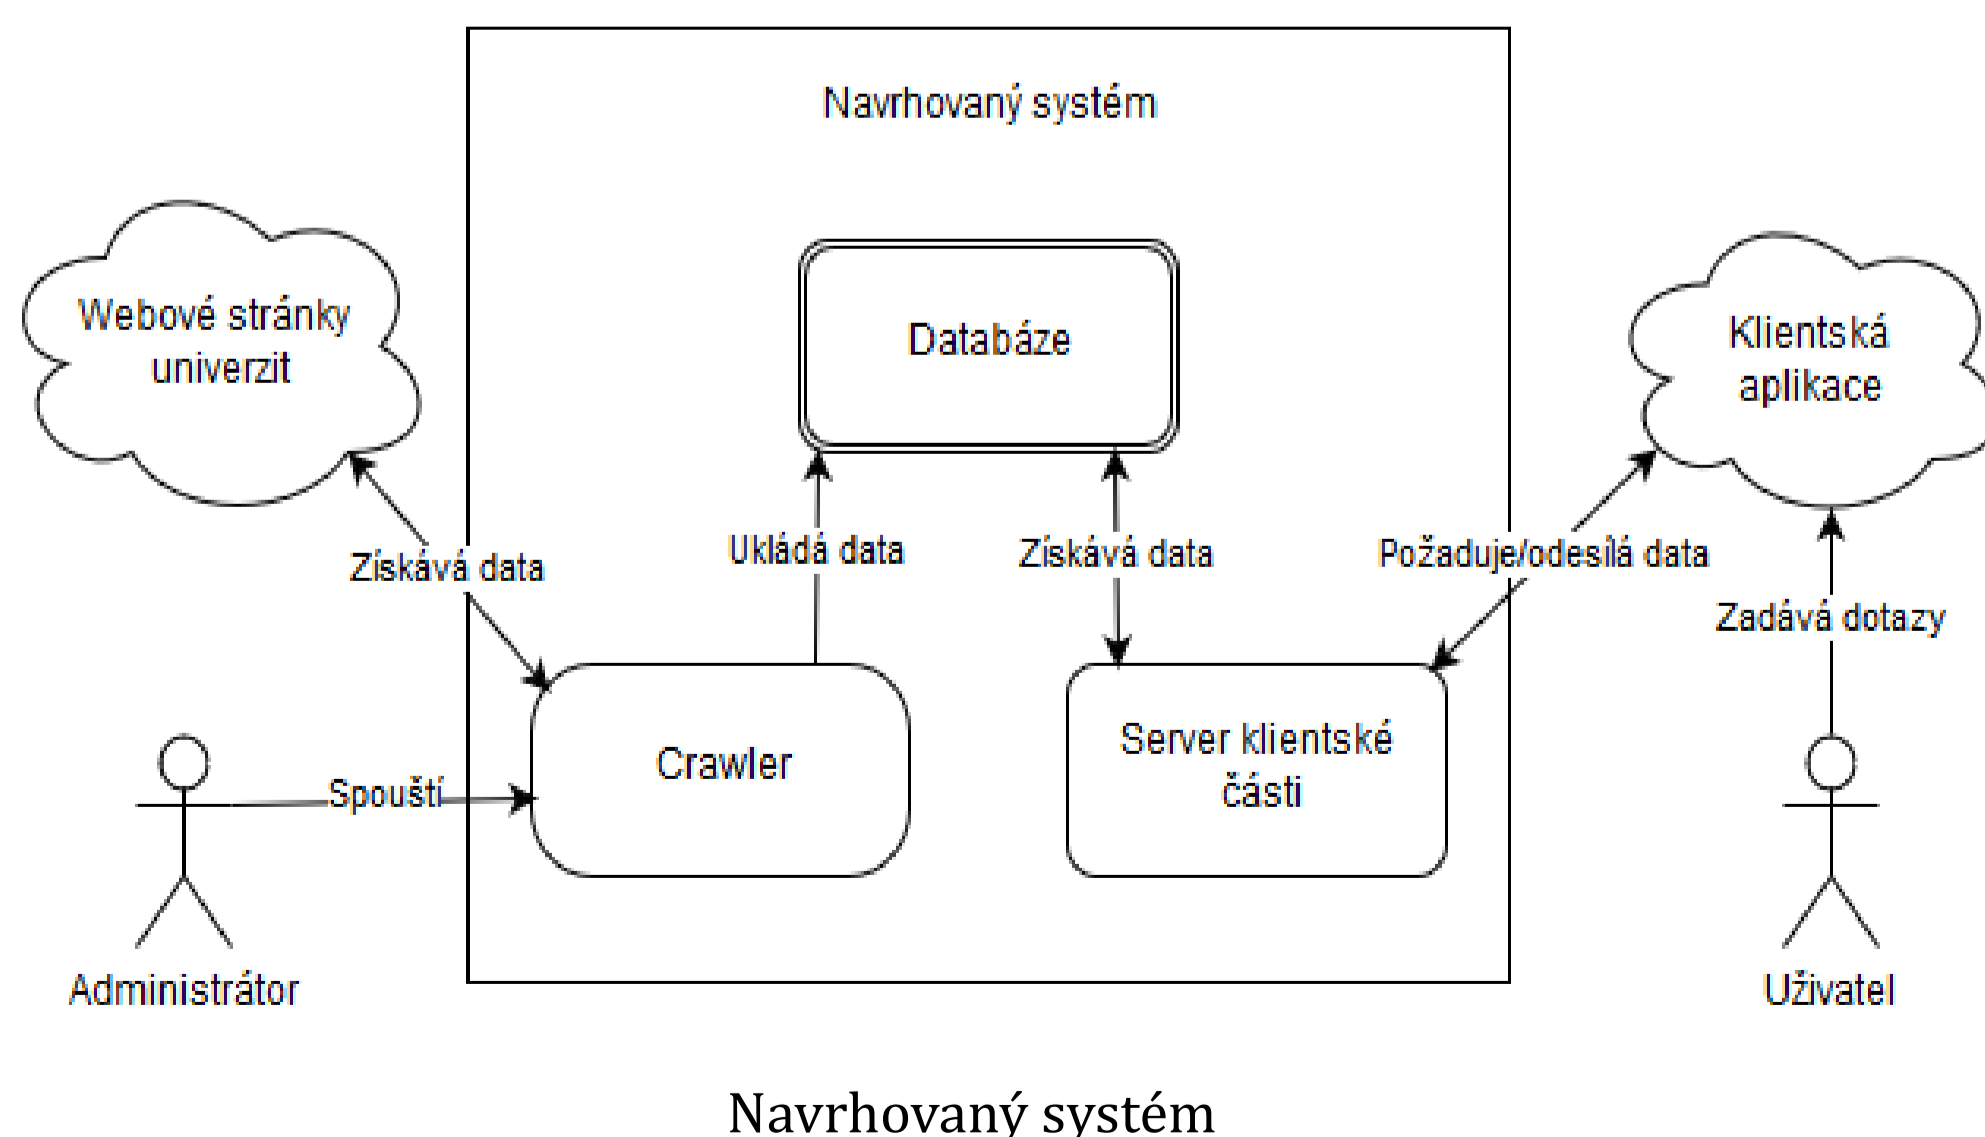 Navrhovaný systém
Webové stránky
univerzit
Databáze
Klientská
aplikace
Získává data
Ukládá data
Získává data
Požaduje/odesílá data
Zadává dotazy
Crawler
Server klientské
části
Spouští
Administrátor
Uživatel
Navrhovaný systém